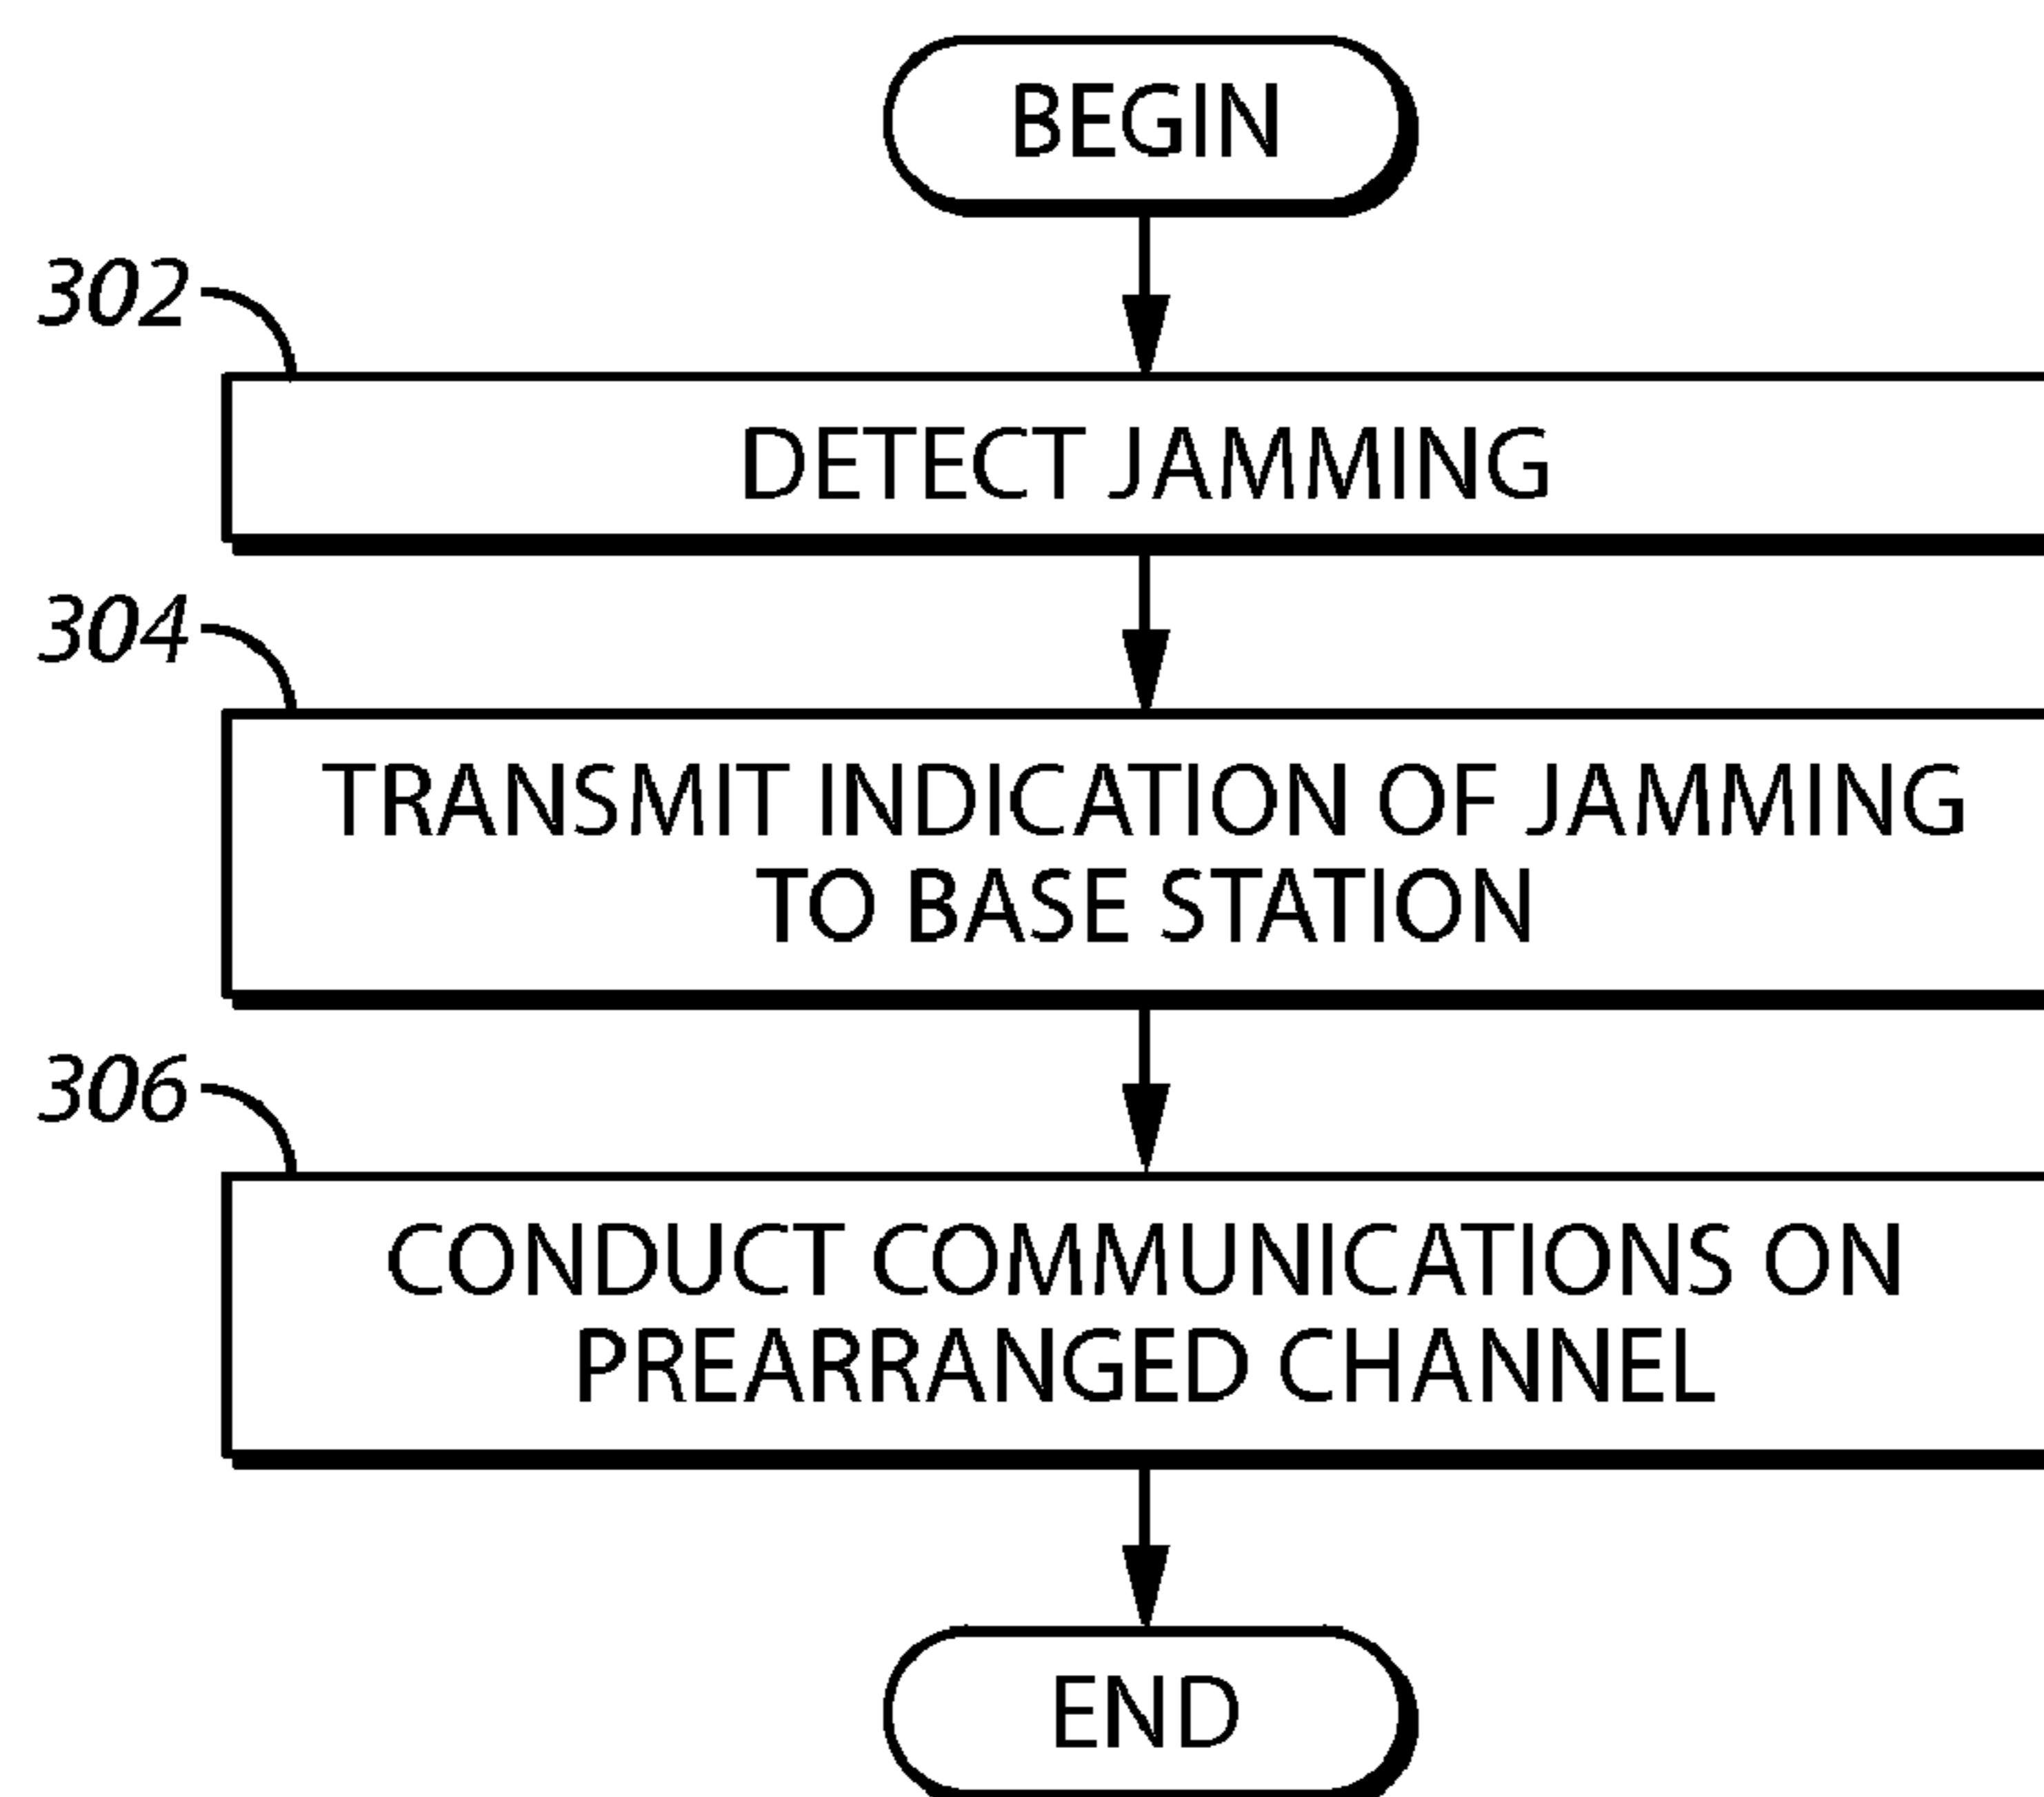 BEGIN
302
DETECT JAMMING
304
TRANSMIT INDICATION OF JAMMING
TO BASE STATION
306
CONDUCT COMMUNICATIONS ON
PREARRANGED CHANNEL
END